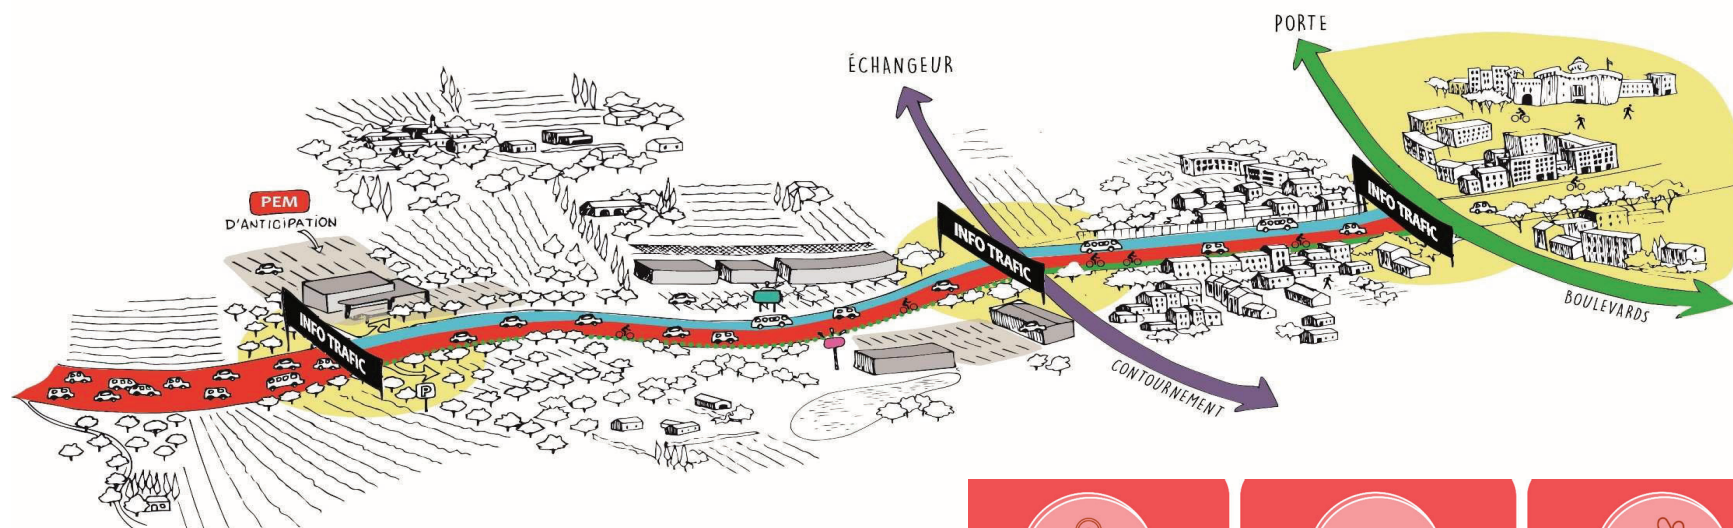 PORTE
ÉCHANGEUR
PEM
D'ANTICIPATION
INFO TRAFIC
INFO TRAFIC
INFO TRAFIC
P
BOULEVARDS
CONTOURNEMENT